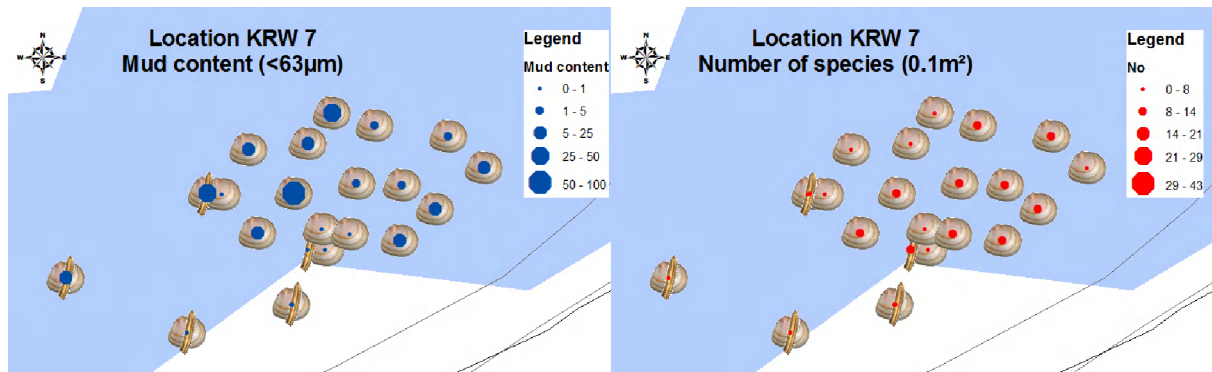 N
W E
S
Location KRW 7
Mud content (<63µm)
Legend
Mud content
0 - 1
1 - 5
5 - 25
25 - 50
50 - 100
N
W E
S
Location KRW 7
Number of species (0.1m²)
Legend
No
0 - 8
8 - 14
14 - 21
21 - 29
29 - 43